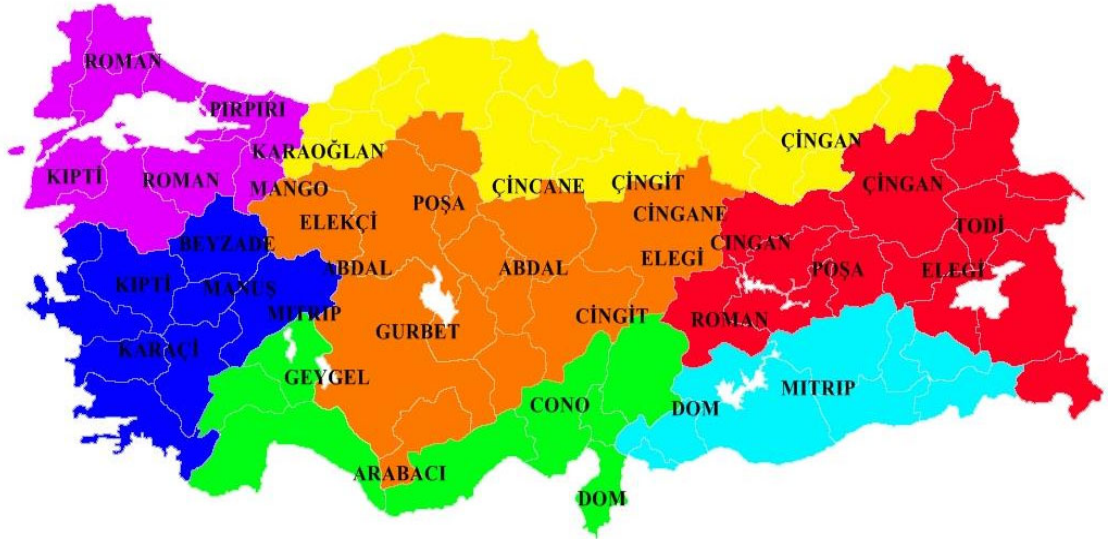 ROMAN
PIRPIRI
KARAOĞLAN
ÇİNGAN
KIPTİ
ROMAN
MANGO
ÇİNCANE
ÇİNGİT
ÇİNGAN
ELEKÇİ
POŞA
CİNGANE
TODİ
BEYZADE
ABDAL
ABDAL
ELEGİ
CINGAN
POŞA
ELEGİ
KIPTİ
MANUŞ
MITRIP
GURBET
CİNGİT
ROMAN
KARAÇİ
GEYGEL
CONO
DOM
MITRIP
ARABACI
DOM